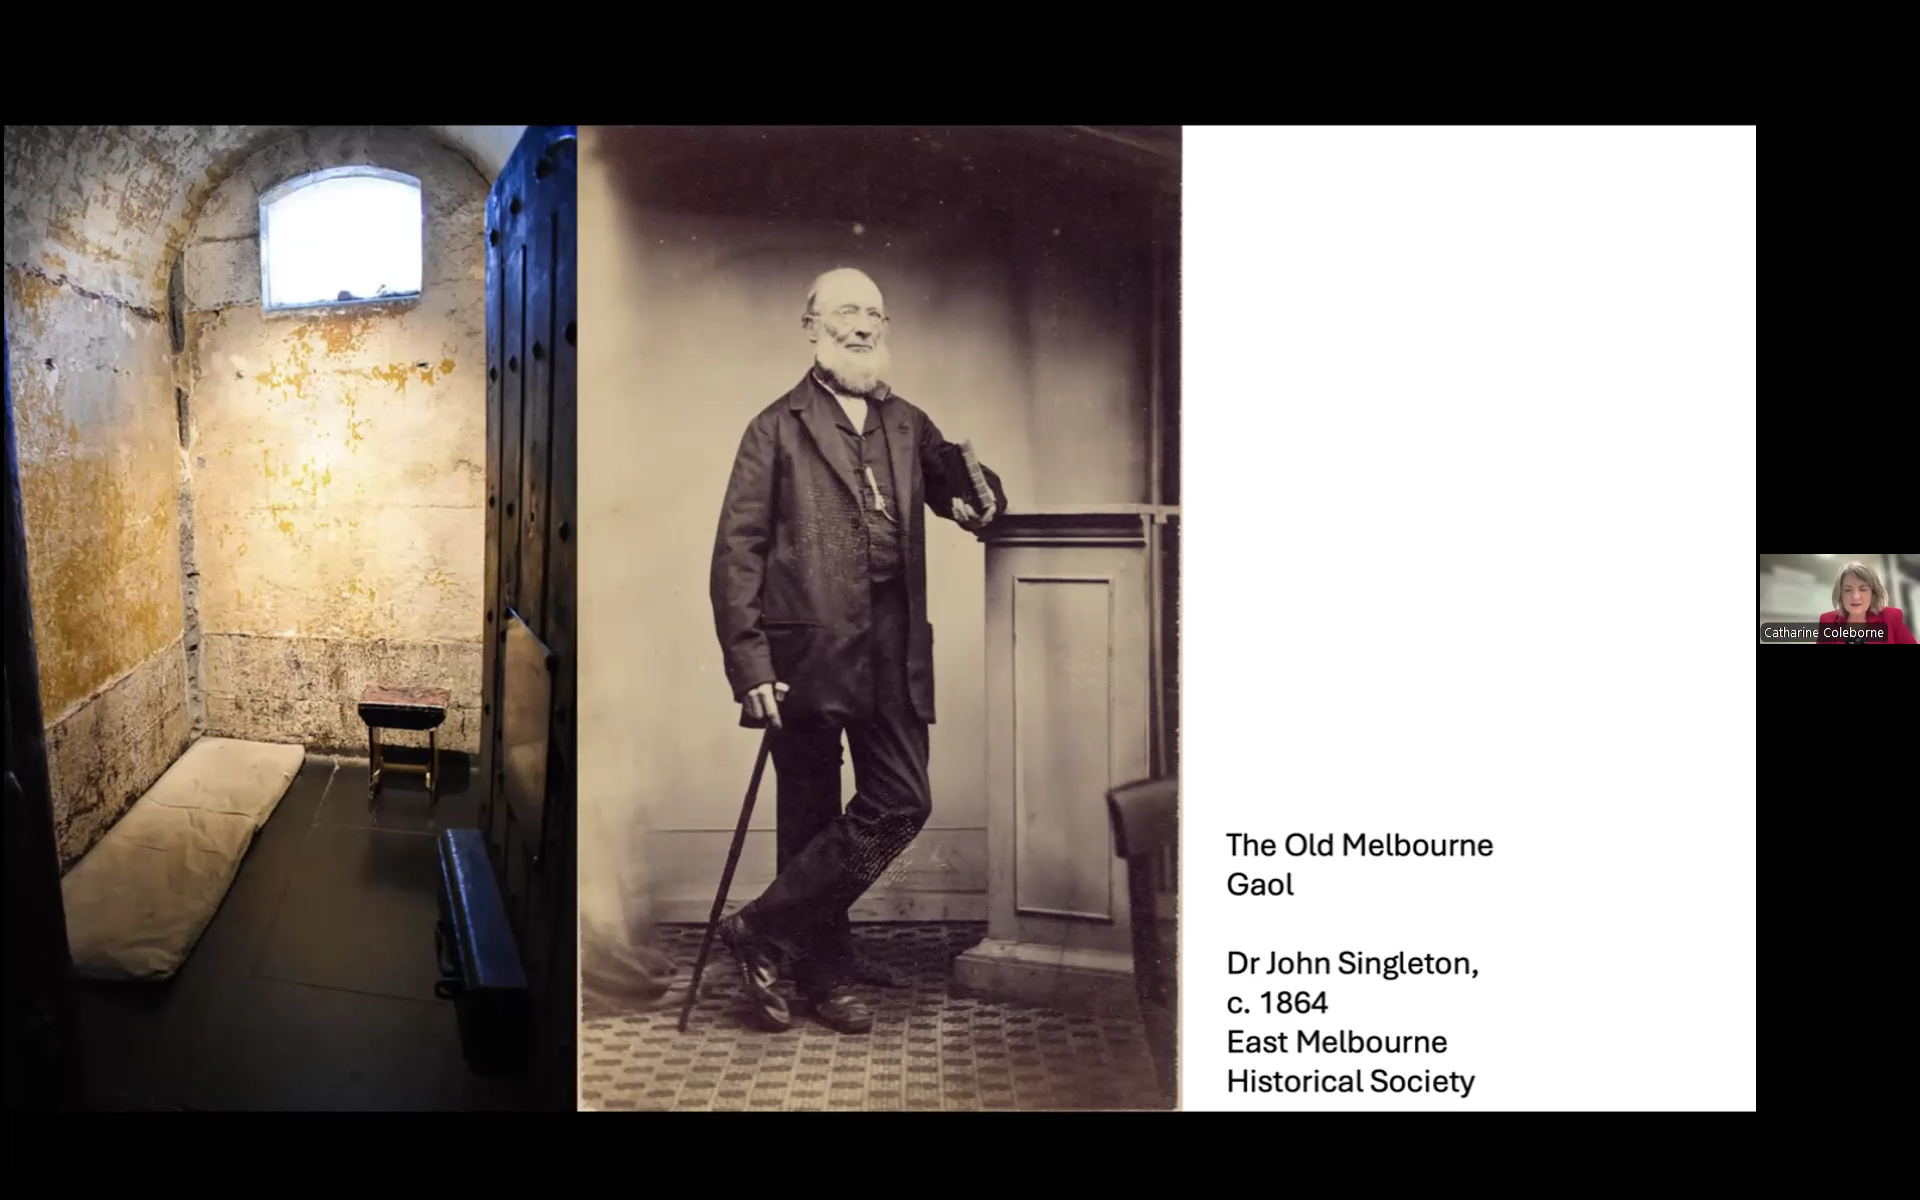 The Old Melbourne
Gaol
Dr John Singleton,
c. 1864
East Melbourne
Historical Society
Catharine Coleborne